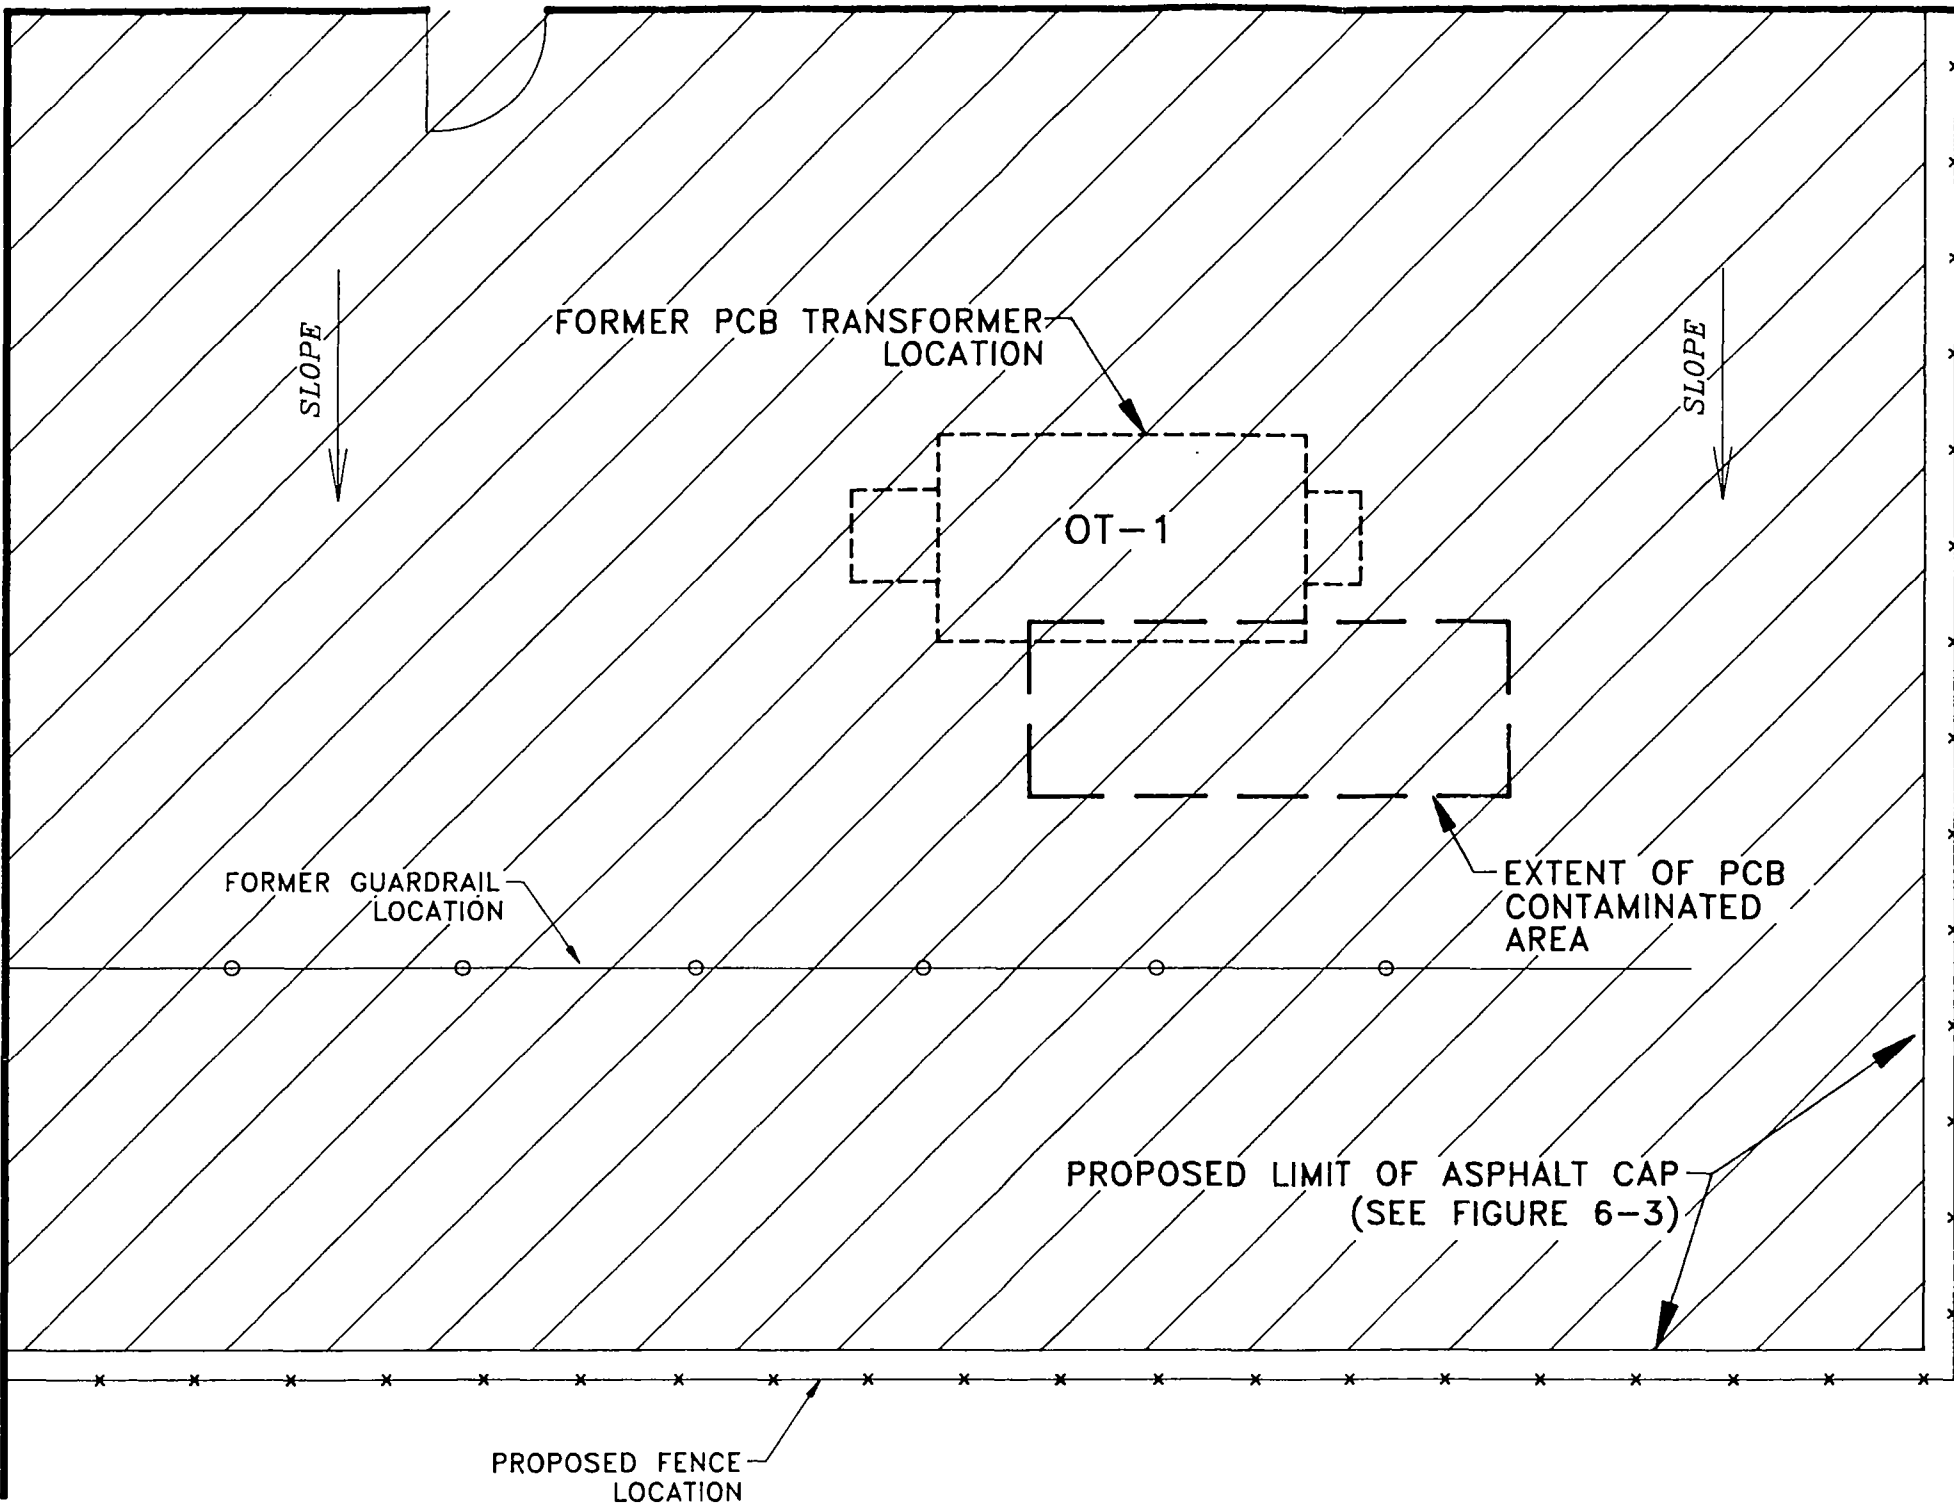 FORMER PCB TRANSFORMER
LOCATION
SLOPE
SLOPE
OT-1
FORMER GUARDRAIL
LOCATION
EXTENT OF PCB
CONTAMINATED
AREA
PROPOSED LIMIT OF ASPHALT CAP
(SEE FIGURE 6-3)
PROPOSED FENCE
LOCATION